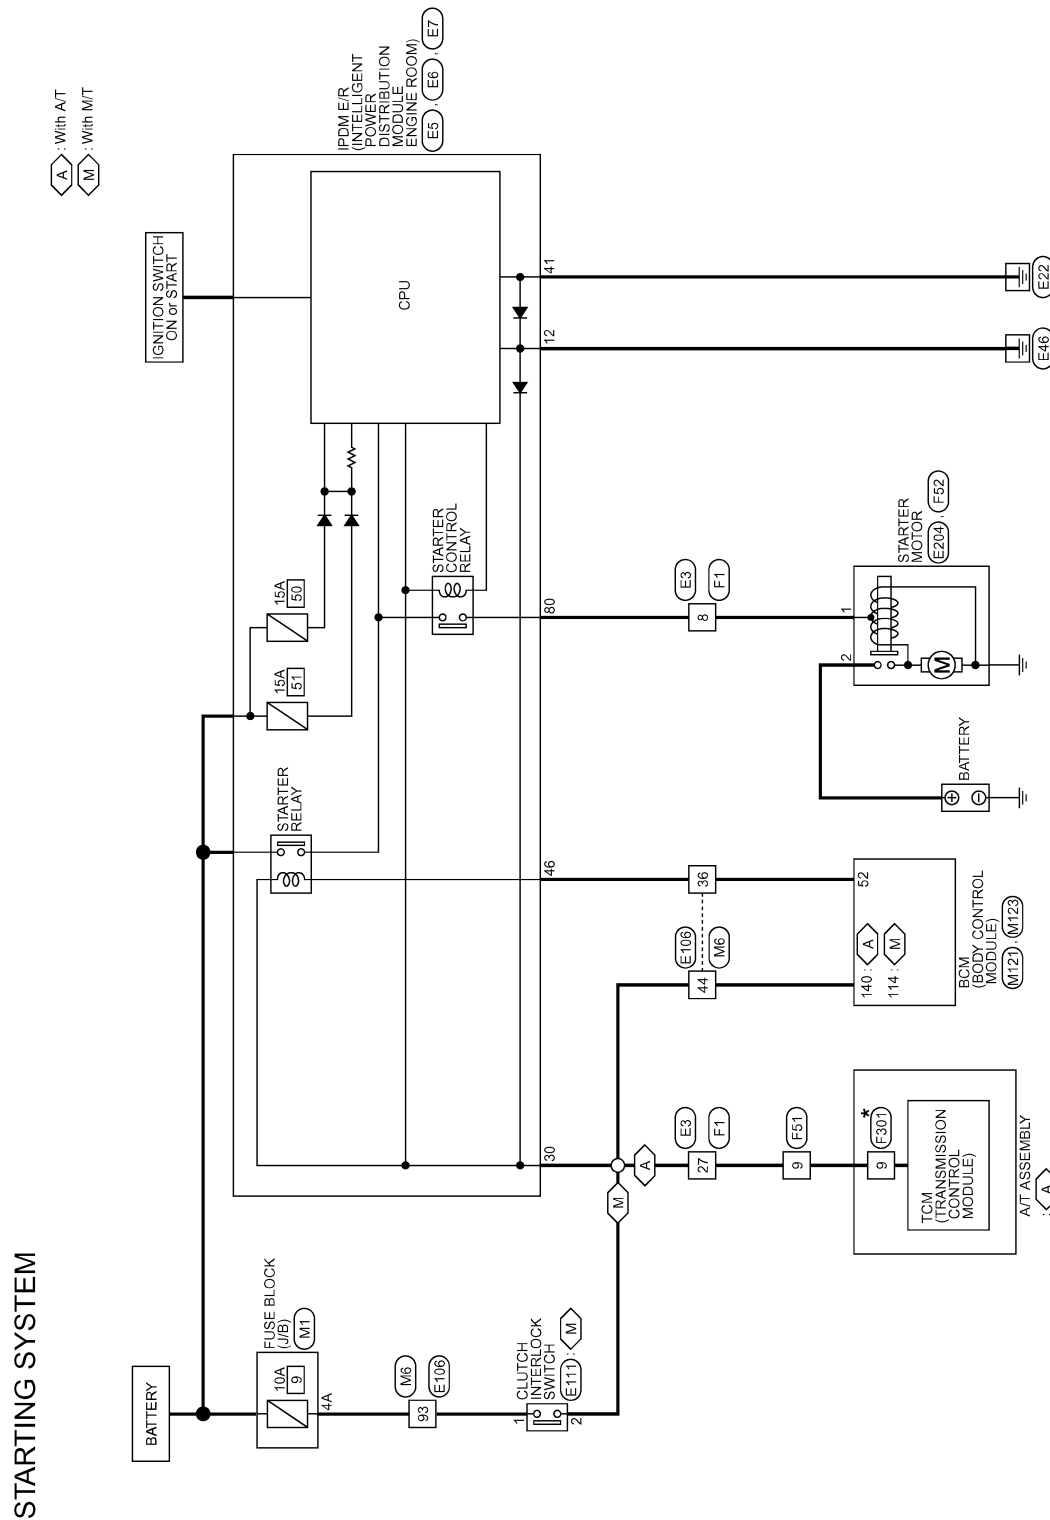 STARTING SYSTEM
A : With A/T
M : With M/T
BATTERY
FUSE BLOCK
(J/B)
M1
10A
9
4A
M6
93
E106
CLUTCH
INTERLOCK
SWITCH
E111 : M
1
2
M
A
IGNITION SWITCH
ON or START
IPDM E/R
(INTELLIGENT
POWER
DISTRIBUTION
MODULE
ENGINE ROOM)
E5 , E6 , E7
CPU
15A
51
15A
50
STARTER
RELAY
STARTER
CONTROL
RELAY
30
46
80
12
41
E3
27
F1
F51
9
*
F301
9
TCM
(TRANSMISSION
CONTROL
MODULE)
A/T ASSEMBLY
: A
E106
44
M6
36
52
140 : A
114 : M
BCM
(BODY CONTROL
MODULE)
M121 , M123
BATTERY
+
−
E3
8
F1
2
1
M
STARTER
MOTOR
E204 , F52
E46
E22